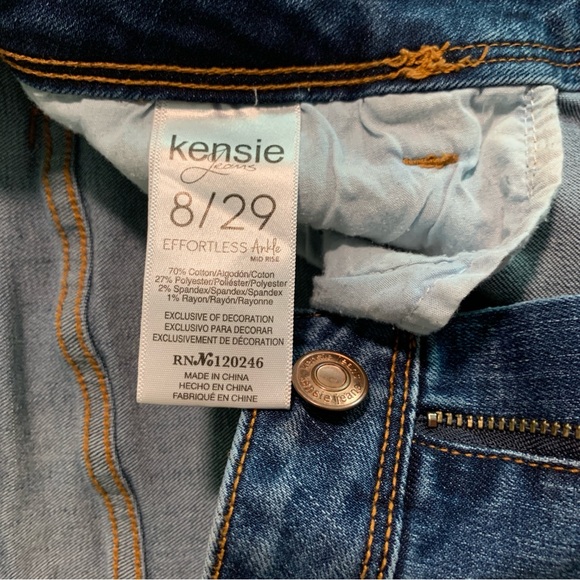 kensie
Jeans
8/29
EFFORTLESS Ankle
MID RISE
70% Cotton/Algodón/Coton
27% Polyester/Poliéster/Polyester
2% Spandex/Spandex/Spandex
1% Rayon/Rayón/Rayonne
EXCLUSIVE OF DECORATION
EXCLUSIVO PARA DECORAR
EXCLUSIVEMENT DE DÉCORATION
RN№120246
MADE IN CHINA
HECHO EN CHINA
FABRIQUÉ EN CHINE